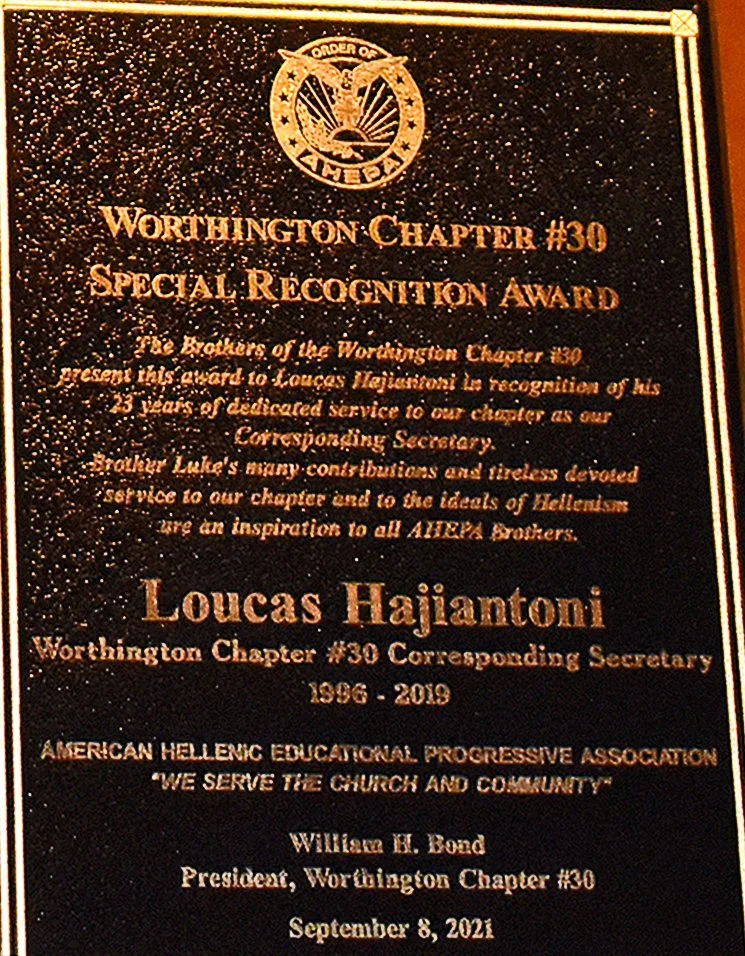 ORDER OF
AHEPA
WORTHINGTON CHAPTER #30
SPECIAL RECOGNITION AWARD
The Brothers of the Worthington Chapter #30
present this award to Loucas Hajiantoni in recognition of his
23 years of dedicated service to our chapter as our
Corresponding Secretary.
Brother Luke's many contributions and tireless devoted
service to our chapter and to the ideals of Hellenism
are an inspiration to all AHEPA Brothers.
Loucas Hajiantoni
Worthington Chapter #30 Corresponding Secretary
1996 - 2019
AMERICAN HELLENIC EDUCATIONAL PROGRESSIVE ASSOCIATION
"WE SERVE THE CHURCH AND COMMUNITY"
William H. Bond
President, Worthington Chapter #30
September 8, 2021